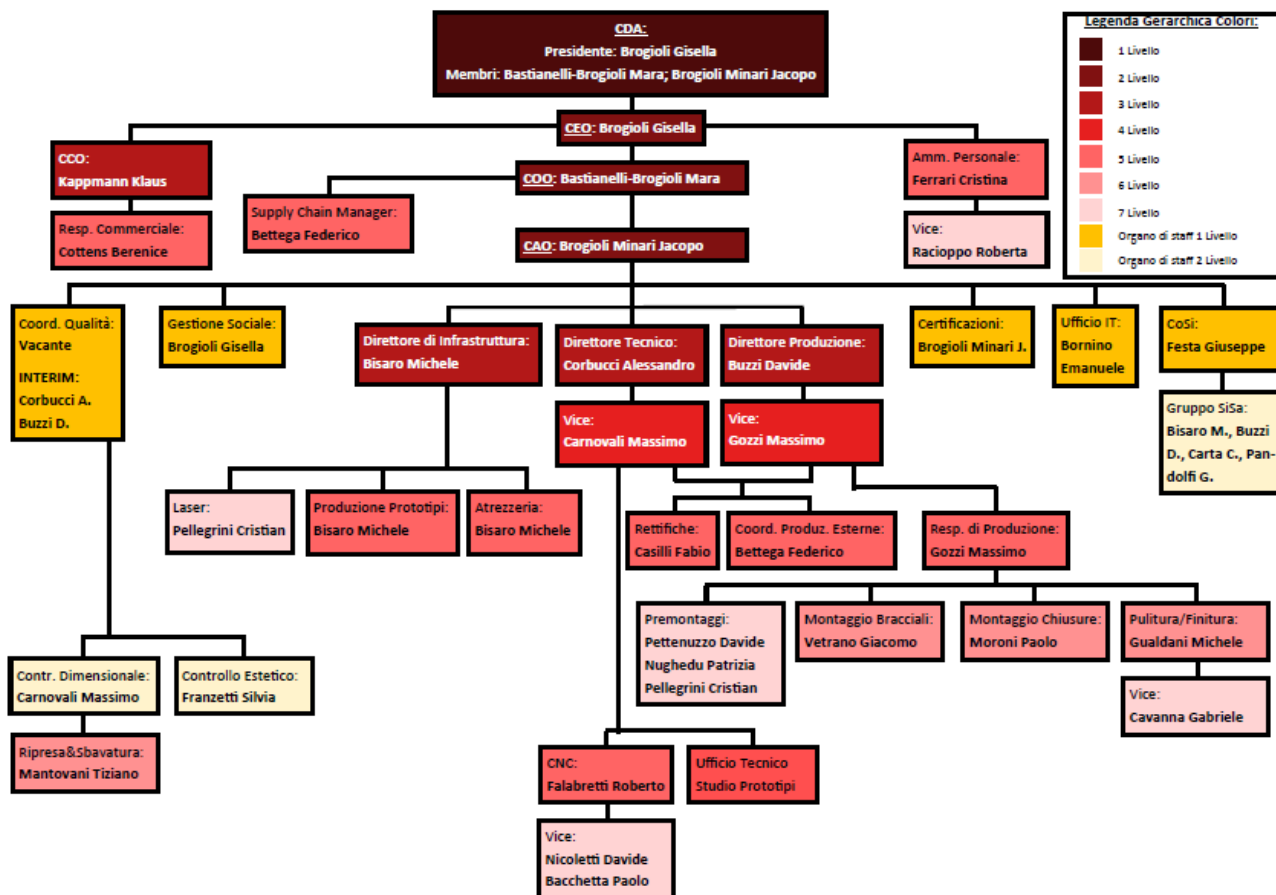 CDA:
Presidente: Brogioli Gisella
Membri: Bastianelli-Brogioli Mara; Brogioli Minari Jacopo
Legenda Gerarchica Colori:
1 Livello
2 Livello
3 Livello
4 Livello
5 Livello
6 Livello
7 Livello
Organo di staff 1 Livello
Organo di staff 2 Livello
CEO: Brogioli Gisella
CCO:
Kappmann Klaus
Resp. Commerciale:
Cottens Berenice
Supply Chain Manager:
Bettega Federico
COO: Bastianelli-Brogioli Mara
CAO: Brogioli Minari Jacopo
Amm. Personale:
Ferrari Cristina
Vice:
Racioppo Roberta
Coord. Qualità:
Vacante
INTERIM:
Corbucci A.
Buzzi D.
Gestione Sociale:
Brogioli Gisella
Direttore di Infrastruttura:
Bisaro Michele
Direttore Tecnico:
Corbucci Alessandro
Direttore Produzione:
Buzzi Davide
Certificazioni:
Brogioli Minari J.
Ufficio IT:
Bornino
Emanuele
CoSi:
Festa Giuseppe
Vice:
Carnovali Massimo
Vice:
Gozzi Massimo
Gruppo SiSa:
Bisaro M., Buzzi
D., Carta C., Pan-
dolfi G.
Laser:
Pellegrini Cristian
Produzione Prototipi:
Bisaro Michele
Atrezzeria:
Bisaro Michele
Rettifiche:
Casilli Fabio
Coord. Produz. Esterne:
Bettega Federico
Resp. di Produzione:
Gozzi Massimo
Premontaggi:
Pettenuzzo Davide
Nughedu Patrizia
Pellegrini Cristian
Montaggio Bracciali:
Vetrano Giacomo
Montaggio Chiusure:
Moroni Paolo
Pulitura/Finitura:
Gualdani Michele
Vice:
Cavanna Gabriele
Contr. Dimensionale:
Carnovali Massimo
Controllo Estetico:
Franzetti Silvia
Ripresa&Sbavatura:
Mantovani Tiziano
CNC:
Falabretti Roberto
Ufficio Tecnico
Studio Prototipi
Vice:
Nicoletti Davide
Bacchetta Paolo